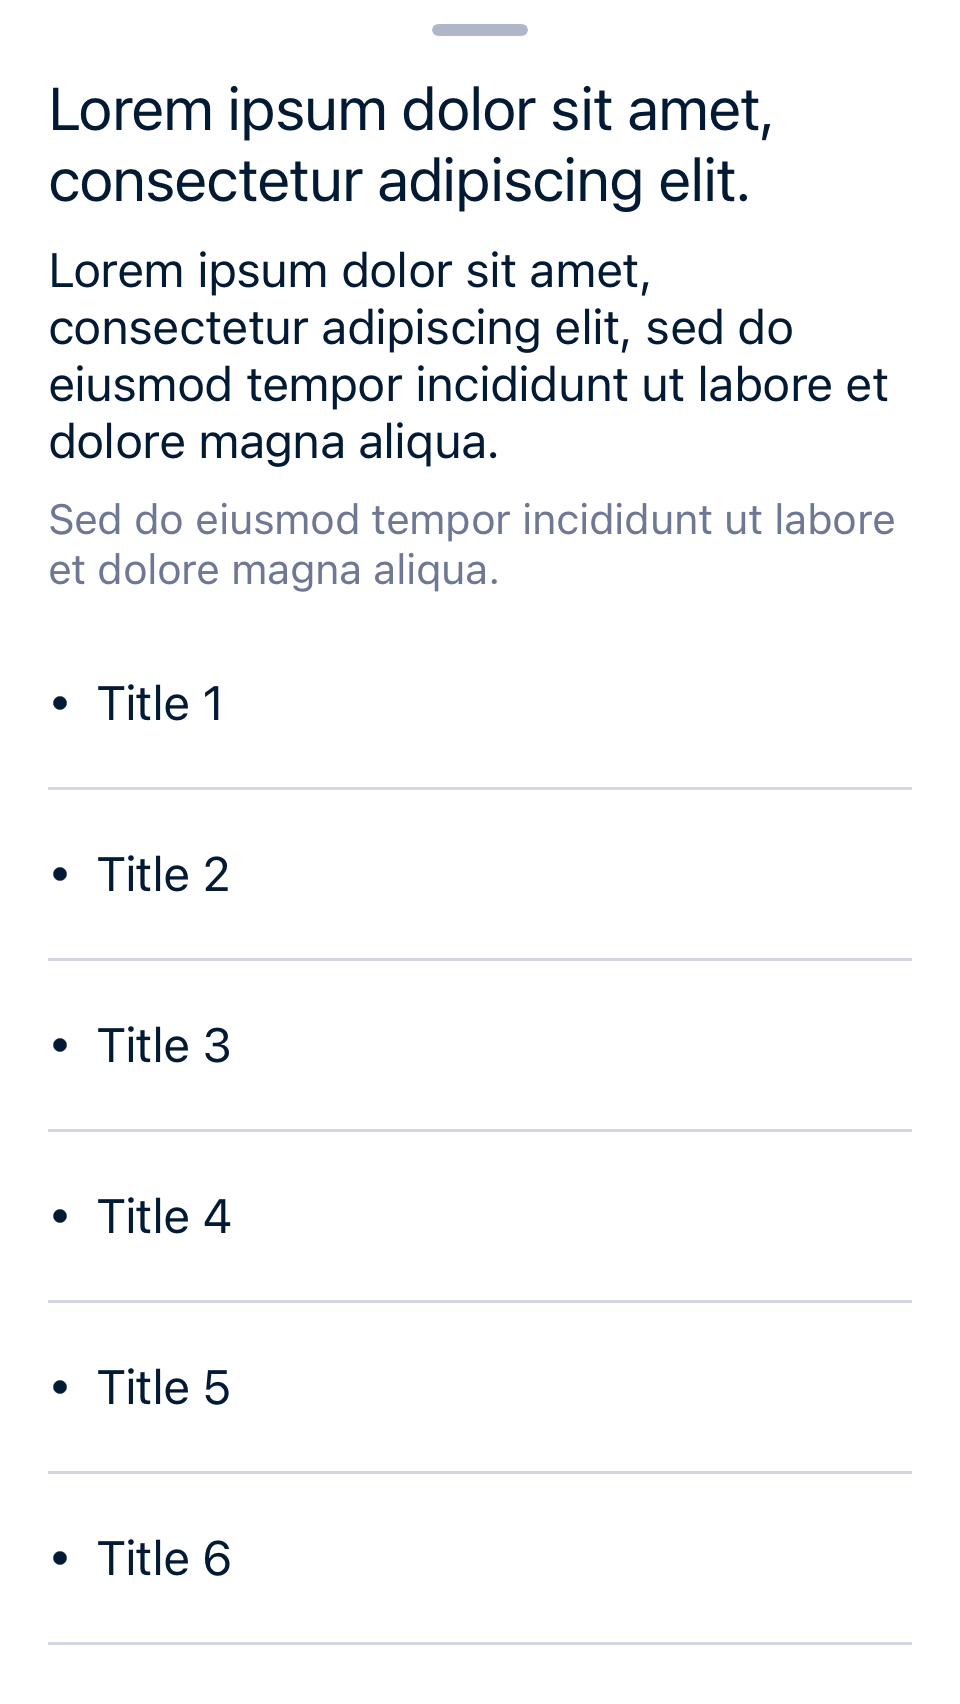 Lorem ipsum dolor sit amet,
consectetur adipiscing elit.
Lorem ipsum dolor sit amet,
consectetur adipiscing elit, sed do
eiusmod tempor incididunt ut labore et
dolore magna aliqua.
Sed do eiusmod tempor incididunt ut labore
et dolore magna aliqua.
• Title 1
• Title 2
• Title 3
• Title 4
• Title 5
• Title 6